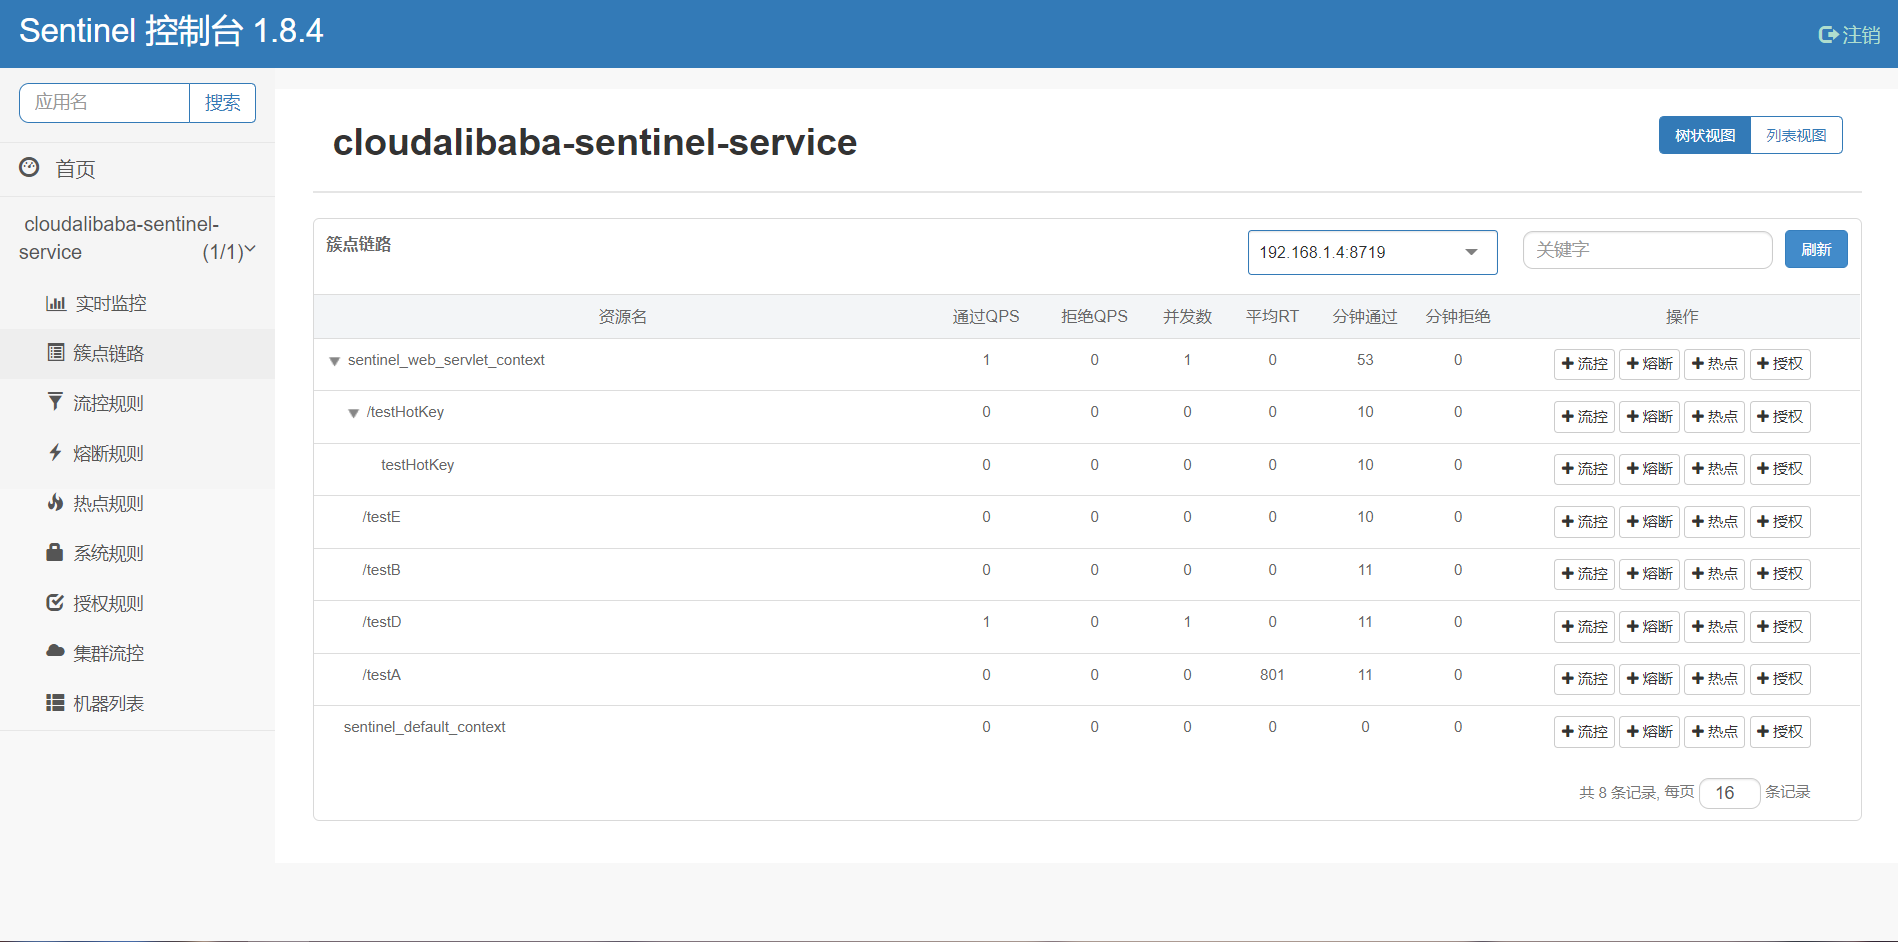 Sentinel 控制台 1.8.4
注销
应用名 搜索
首页
cloudalibaba-sentinel-
service (1/1)
实时监控
簇点链路
流控规则
熔断规则
热点规则
系统规则
授权规则
集群流控
机器列表
cloudalibaba-sentinel-service
树状视图 列表视图
簇点链路 192.168.1.4:8719 关键字 刷新
资源名 通过QPS 拒绝QPS 并发数 平均RT 分钟通过 分钟拒绝 操作
sentinel_web_servlet_context 1 0 1 0 53 0 流控 熔断 热点 授权
/testHotKey 0 0 0 0 10 0 流控 熔断 热点 授权
testHotKey 0 0 0 0 10 0 流控 熔断 热点 授权
/testE 0 0 0 0 10 0 流控 熔断 热点 授权
/testB 0 0 0 0 11 0 流控 熔断 热点 授权
/testD 1 0 1 0 11 0 流控 熔断 热点 授权
/testA 0 0 0 801 11 0 流控 熔断 热点 授权
sentinel_default_context 0 0 0 0 0 0 流控 熔断 热点 授权
共 8 条记录, 每页 16 条记录